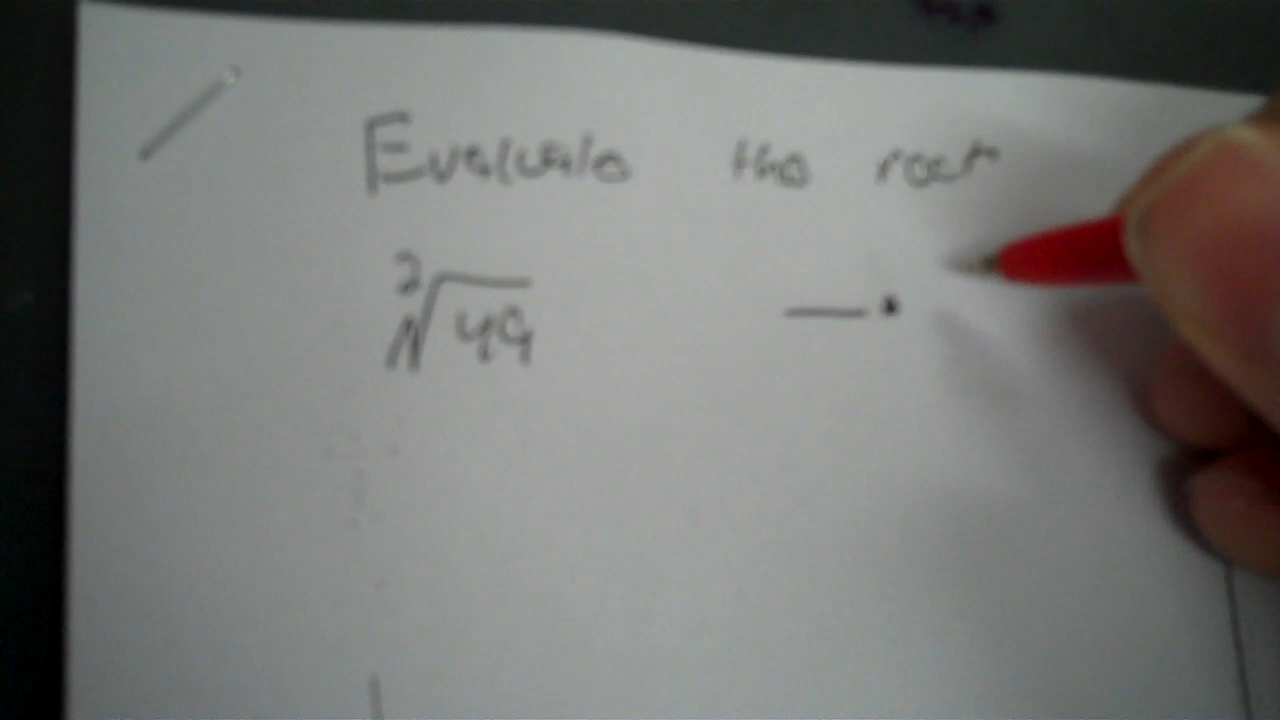 Evaluate the root
²√49 —.